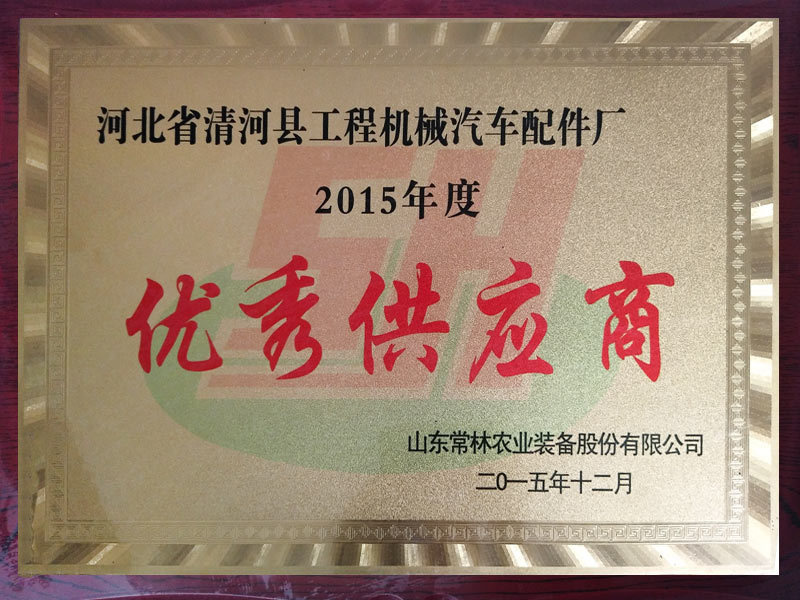 河北省清河县工程机械汽车配件厂
2015年度
优秀供应商
山东常林农业装备股份有限公司
二0一五年十二月